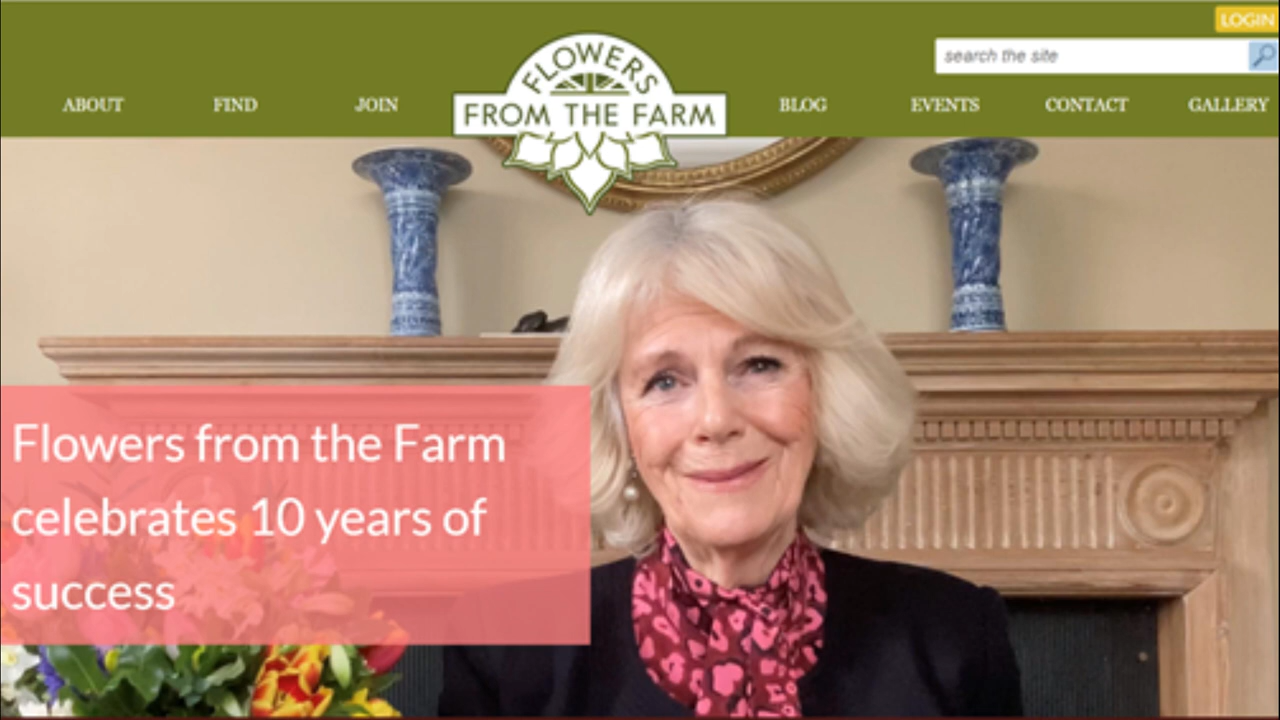 LOGIN
search the site
ABOUT FIND JOIN FLOWERS FROM THE FARM BLOG EVENTS CONTACT GALLERY
Flowers from the Farm
celebrates 10 years of
success